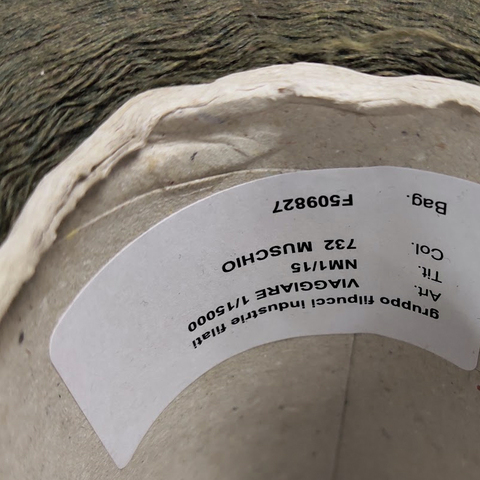 gruppo filpucci industrie filati
Art. VIAGGIARE 1/15000
Tit. NM1/15
Col. 732 MUSCHIO
Bag. F509827